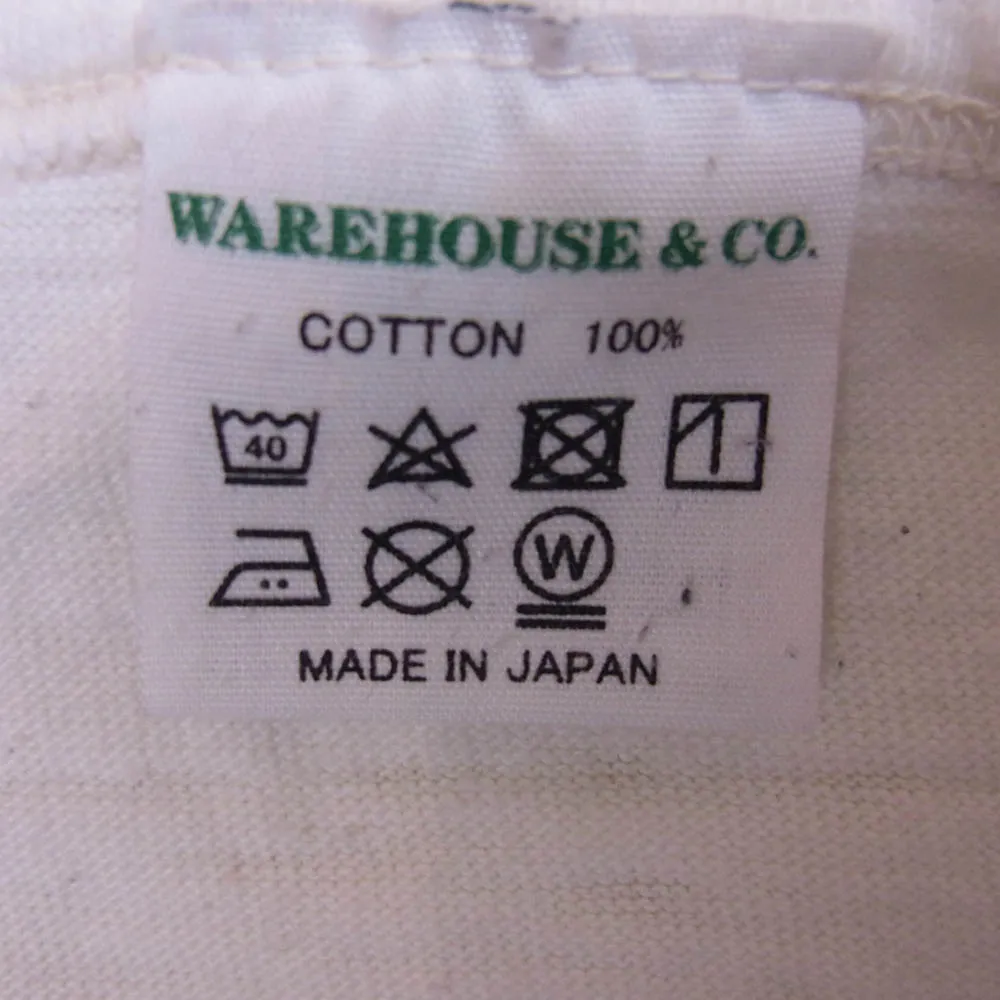 WAREHOUSE & CO.
COTTON 100%
40
W
MADE IN JAPAN